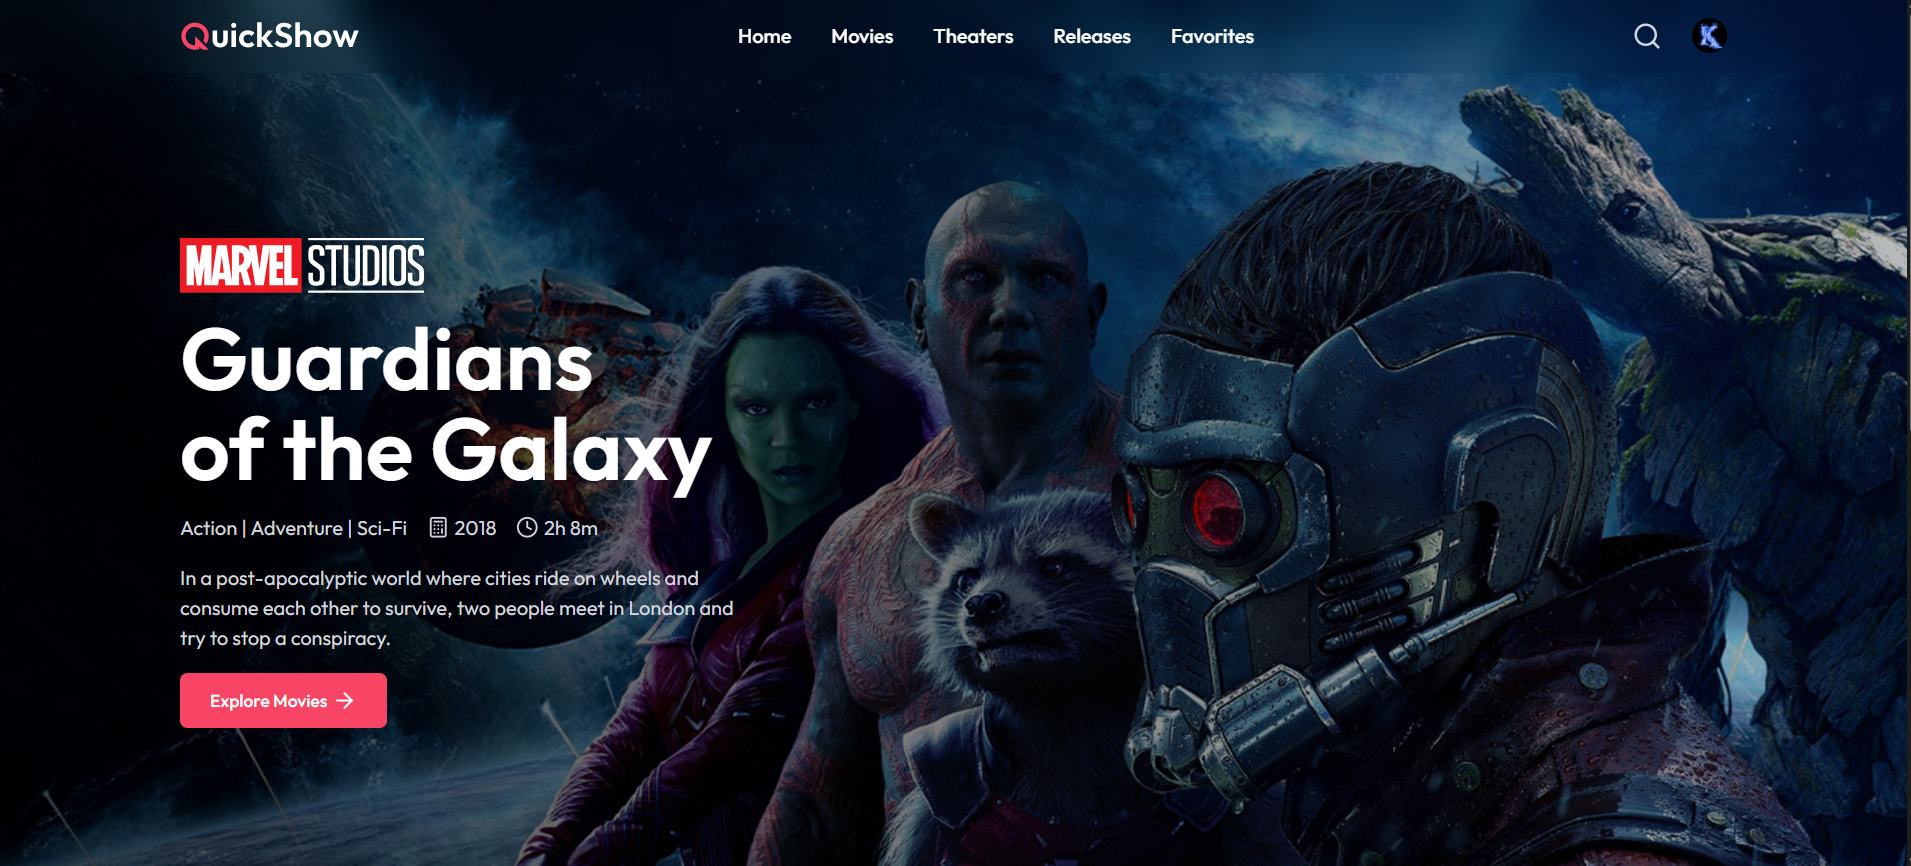 QuickShow
Home Movies Theaters Releases Favorites
K
MARVEL STUDIOS
Guardians
of the Galaxy
Action | Adventure | Sci-Fi 2018 2h 8m
In a post-apocalyptic world where cities ride on wheels and
consume each other to survive, two people meet in London and
try to stop a conspiracy.
Explore Movies →